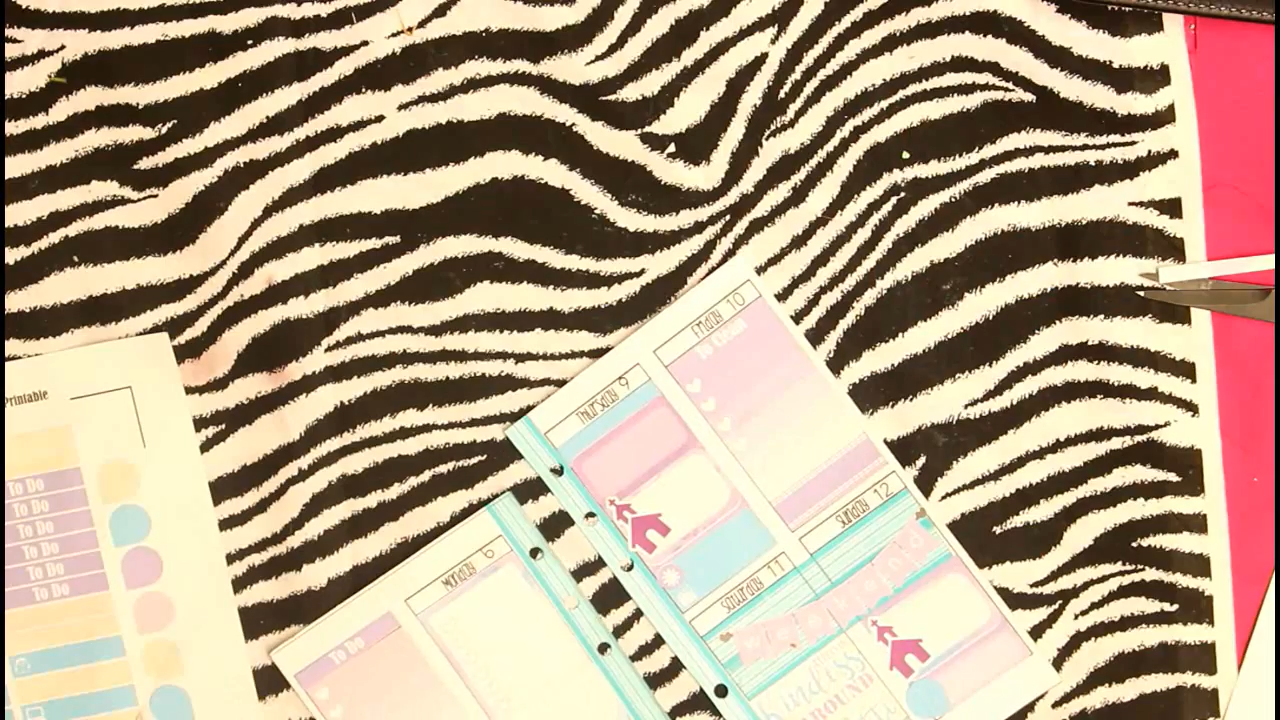 Printable
To Do
To Do
To Do
To Do
To Do
To Do
To Do
Monday 6
Thursday 9
Friday 10
Saturday 11
Sunday 12
AROUND